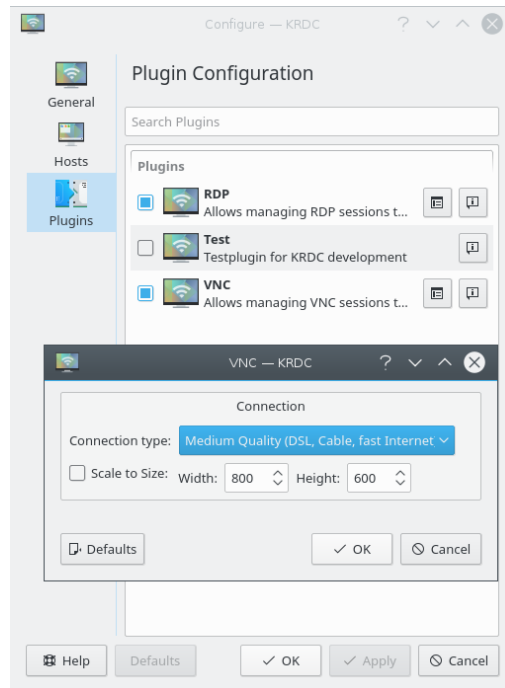 Configure — KRDC
General
Hosts
Plugins
Plugin Configuration
Search Plugins
Plugins
RDP
Allows managing RDP sessions t...
Test
Testplugin for KRDC development
VNC
Allows managing VNC sessions t...
VNC — KRDC
Connection
Connection type: Medium Quality (DSL, Cable, fast Internet
Scale to Size: Width: 800 Height: 600
Defaults OK Cancel
Help Defaults OK Apply Cancel